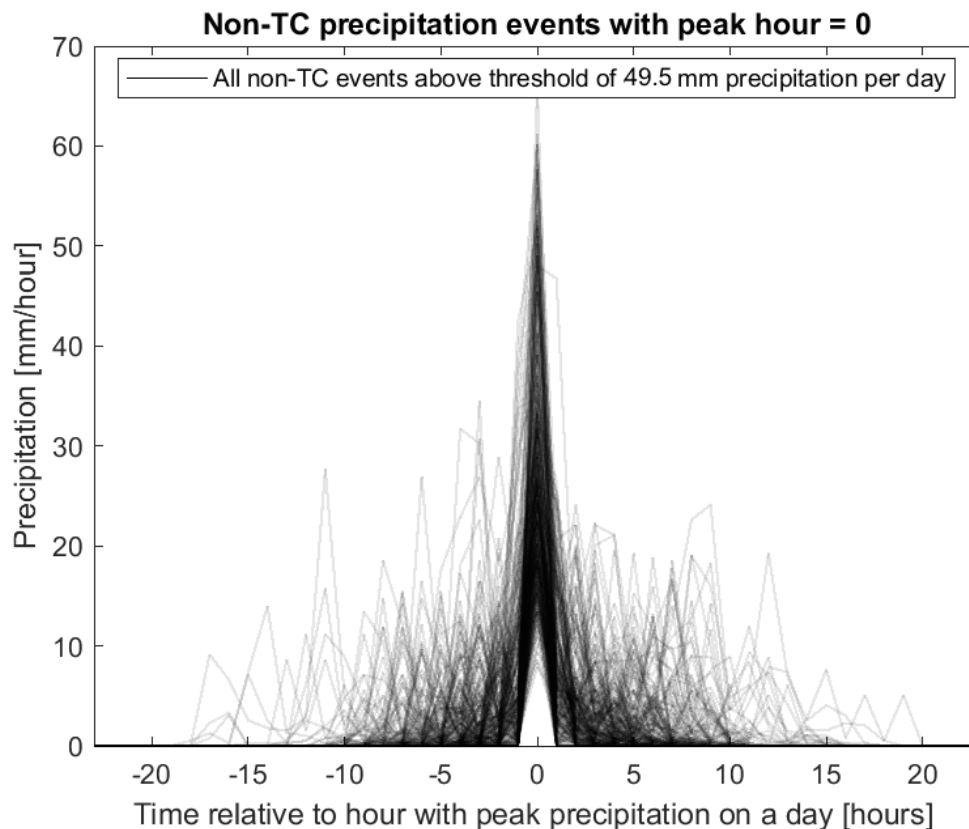 Non-TC precipitation events with peak hour = 0
All non-TC events above threshold of 49.5 mm precipitation per day
70
60
50
40
30
20
10
0
Precipitation [mm/hour]
-20 -15 -10 -5 0 5 10 15 20
Time relative to hour with peak precipitation on a day [hours]